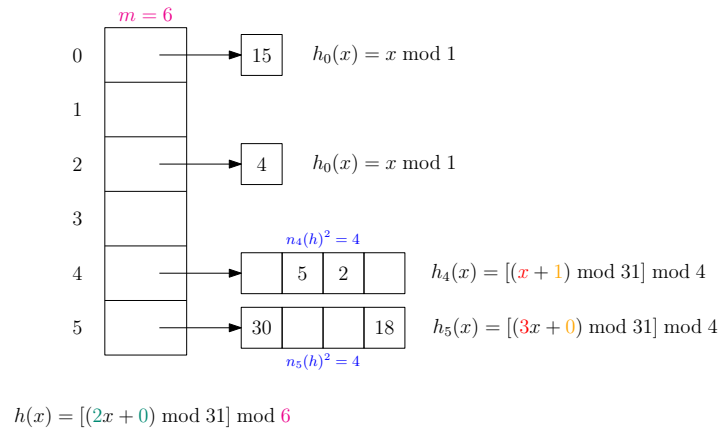 m = 6
0 15 h₀(x) = x mod 1
1
2 4 h₀(x) = x mod 1
3
n₄(h)² = 4
4 5 2 h₄(x) = [(x + 1) mod 31] mod 4
5 30 18 h₅(x) = [(3x + 0) mod 31] mod 4
n₅(h)² = 4
h(x) = [(2x + 0) mod 31] mod 6